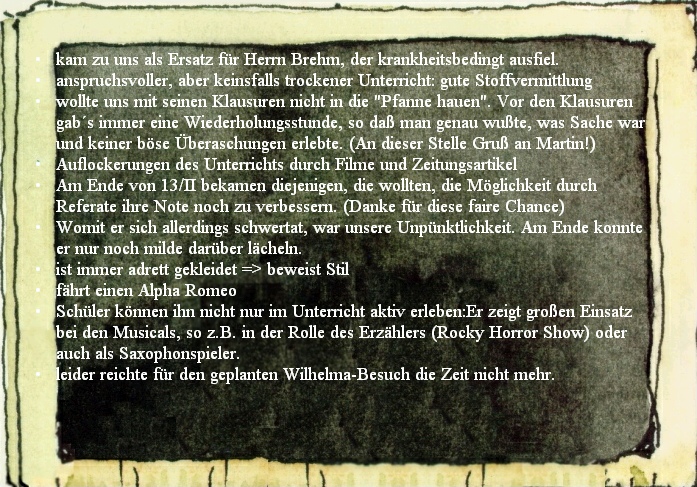 • kam zu uns als Ersatz für Herrn Brehm, der krankheitsbedingt ausfiel.
• anspruchsvoller, aber keinsfalls trockener Unterricht: gute Stoffvermittlung
• wollte uns mit seinen Klausuren nicht in die "Pfanne hauen". Vor den Klausuren
gab´s immer eine Wiederholungsstunde, so daß man genau wußte, was Sache war
und keiner böse Überaschungen erlebte. (An dieser Stelle Gruß an Martin!)
• Auflockerungen des Unterrichts durch Filme und Zeitungsartikel
• Am Ende von 13/II bekamen diejenigen, die wollten, die Möglichkeit durch
Referate ihre Note noch zu verbessern. (Danke für diese faire Chance)
• Womit er sich allerdings schwertat, war unsere Unpünktlichkeit. Am Ende konnte
er nur noch milde darüber lächeln.
• ist immer adrett gekleidet => beweist Stil
• fährt einen Alpha Romeo
• Schüler können ihn nicht nur im Unterricht aktiv erleben:Er zeigt großen Einsatz
bei den Musicals, so z.B. in der Rolle des Erzählers (Rocky Horror Show) oder
auch als Saxophonspieler.
• leider reichte für den geplanten Wilhelma-Besuch die Zeit nicht mehr.